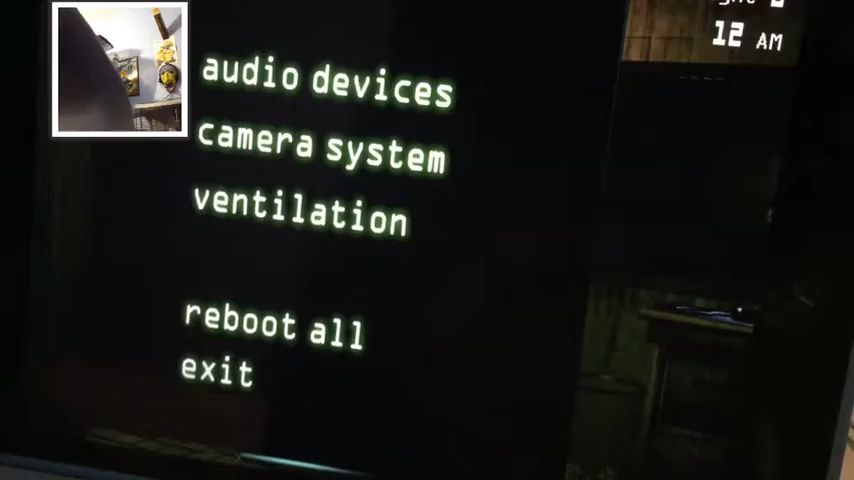 12 AM
audio devices
camera system
ventilation
reboot all
exit